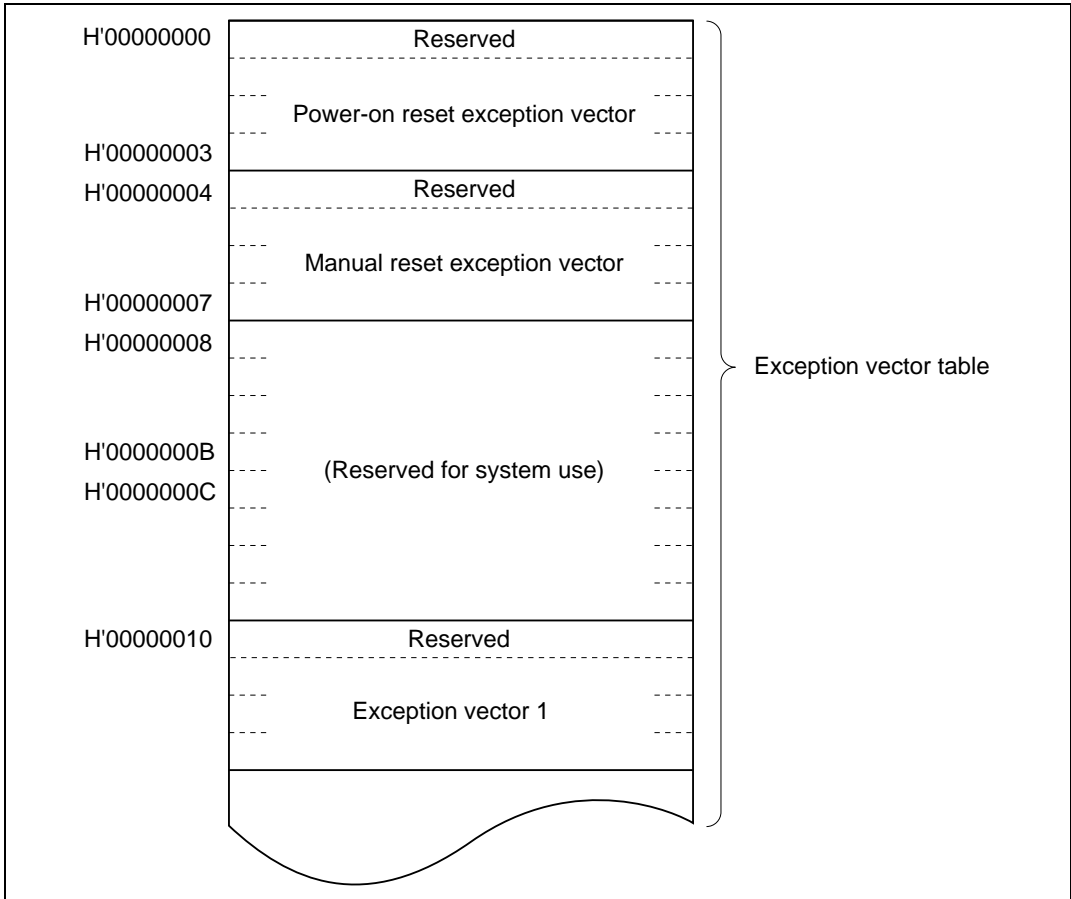 H'00000000 Reserved
Power-on reset exception vector
H'00000003
H'00000004 Reserved
Manual reset exception vector
H'00000007
H'00000008
Exception vector table
H'0000000B
(Reserved for system use)
H'0000000C
H'00000010 Reserved
Exception vector 1